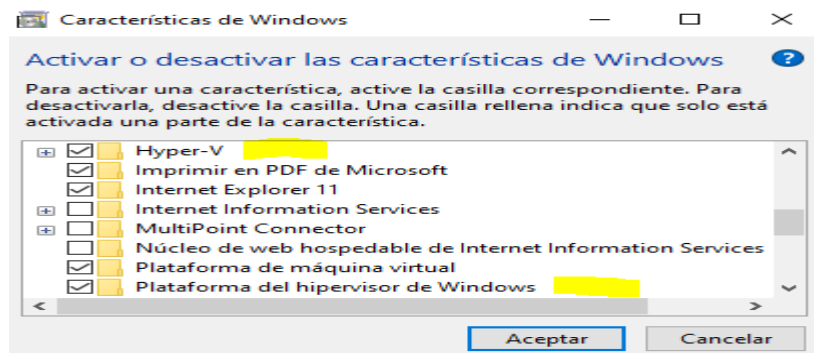 Características de Windows
Activar o desactivar las características de Windows
Para activar una característica, active la casilla correspondiente. Para
desactivarla, desactive la casilla. Una casilla rellena indica que solo está
activada una parte de la característica.
Hyper-V
Imprimir en PDF de Microsoft
Internet Explorer 11
Internet Information Services
MultiPoint Connector
Núcleo de web hospedable de Internet Information Services
Plataforma de máquina virtual
Plataforma del hipervisor de Windows
Aceptar Cancelar